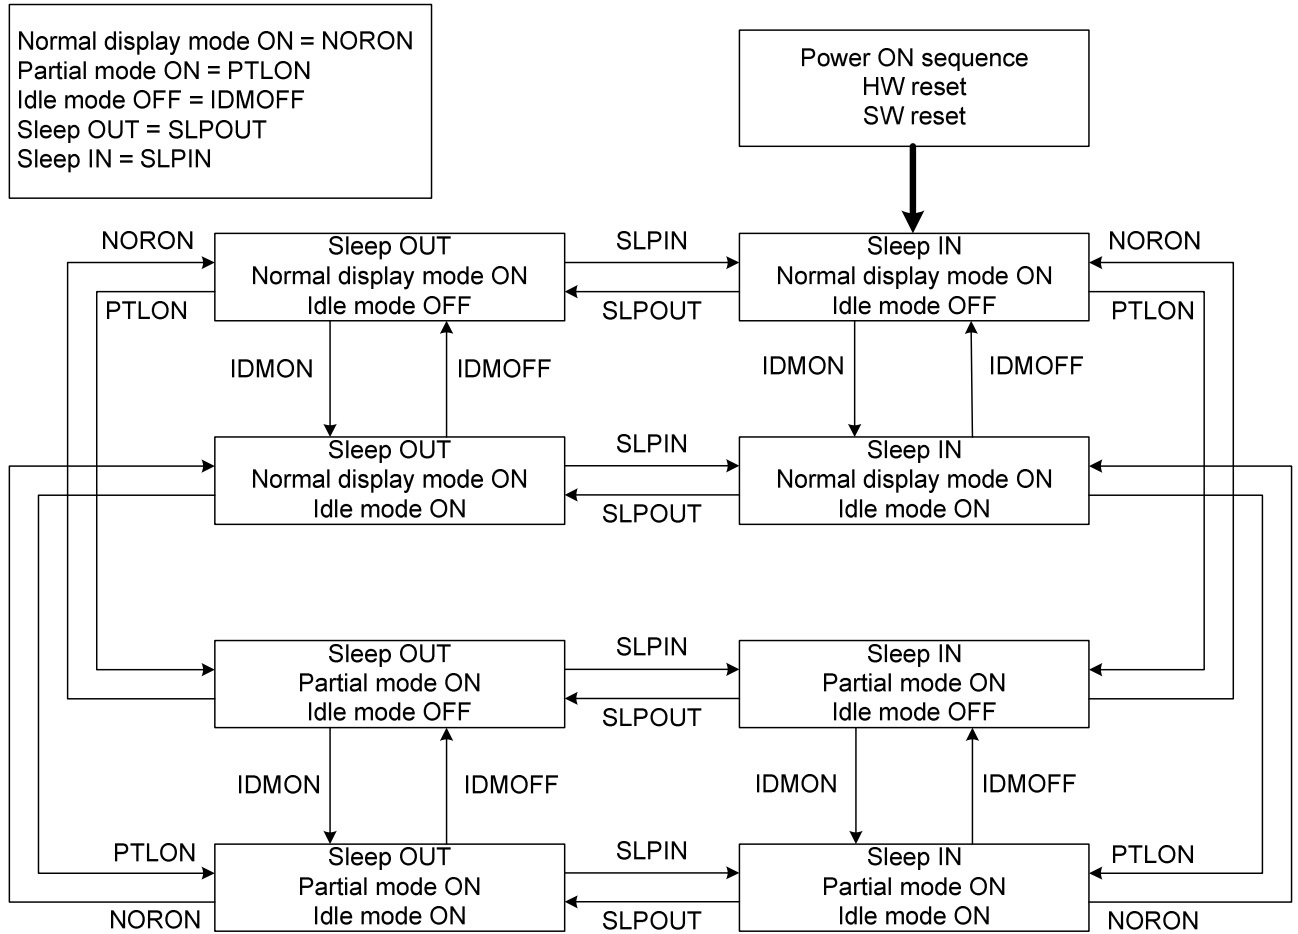 Normal display mode ON = NORON
Partial mode ON = PTLON
Idle mode OFF = IDMOFF
Sleep OUT = SLPOUT
Sleep IN = SLPIN
Power ON sequence
HW reset
SW reset
NORON
Sleep OUT
Normal display mode ON
Idle mode OFF
SLPIN
SLPOUT
Sleep IN
Normal display mode ON
Idle mode OFF
NORON
PTLON
PTLON
IDMON
IDMOFF
IDMON
IDMOFF
Sleep OUT
Normal display mode ON
Idle mode ON
SLPIN
SLPOUT
Sleep IN
Normal display mode ON
Idle mode ON
Sleep OUT
Partial mode ON
Idle mode OFF
SLPIN
SLPOUT
Sleep IN
Partial mode ON
Idle mode OFF
IDMON
IDMOFF
IDMON
IDMOFF
PTLON
NORON
Sleep OUT
Partial mode ON
Idle mode ON
SLPIN
SLPOUT
Sleep IN
Partial mode ON
Idle mode ON
PTLON
NORON